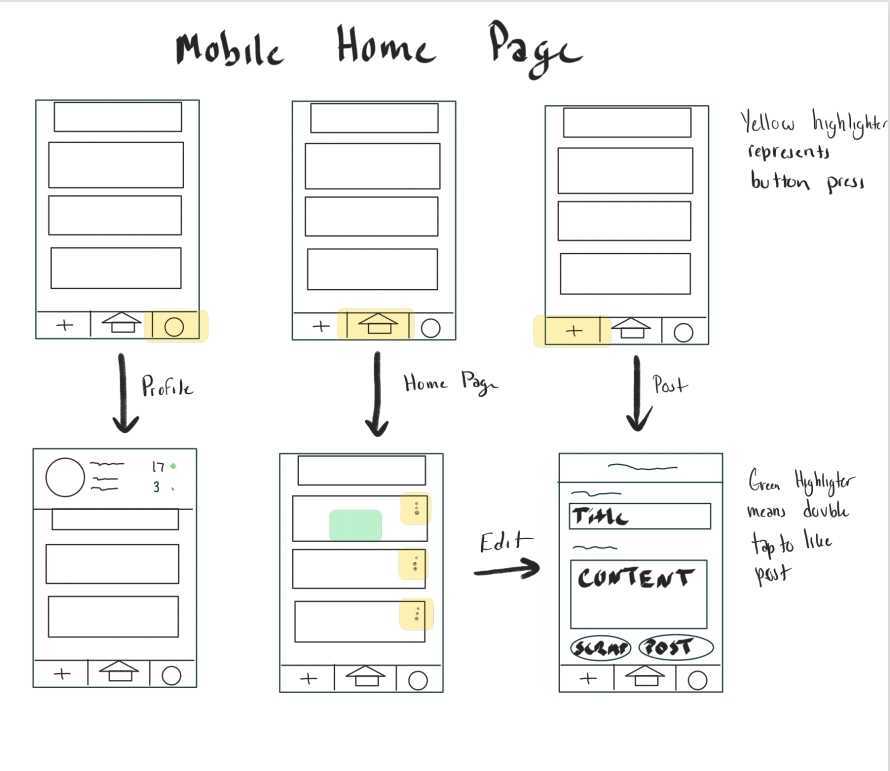 Mobile Home Page
Yellow highlighter
represents
button press
Profile
Home Page
Post
17
3
Edit
Title
CONTENT
SCRAP POST
Green Highligter
means double
tap to like
post